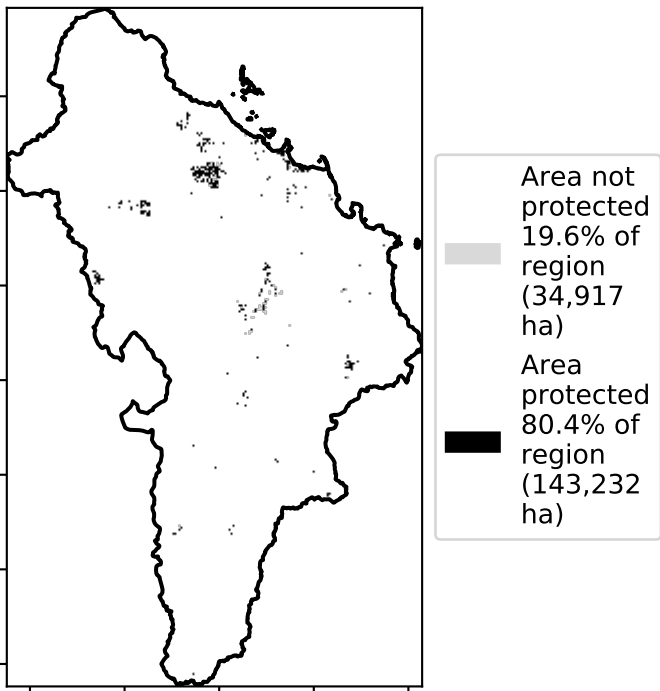 Area not
protected
19.6% of
region
(34,917
ha)
Area
protected
80.4% of
region
(143,232
ha)